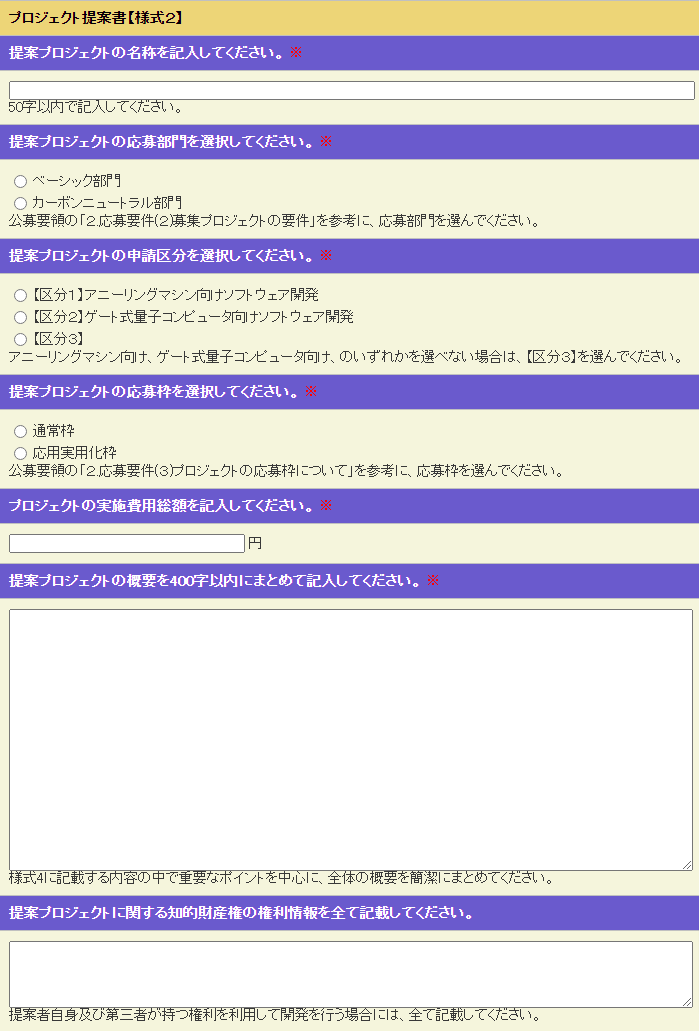 プロジェクト提案書【様式２】
提案プロジェクトの名称を記入してください。※
50字以内で記入してください。
提案プロジェクトの応募部門を選択してください。※
ベーシック部門
カーボンニュートラル部門
公募要領の「２.応募要件(２)募集プロジェクトの要件」を参考に、応募部門を選んでください。
提案プロジェクトの申請区分を選択してください。※
【区分１】アニーリングマシン向けソフトウェア開発
【区分２】ゲート式量子コンピュータ向けソフトウェア開発
【区分３】
アニーリングマシン向け、ゲート式量子コンピュータ向け、のいずれかを選べない場合は、【区分３】を選んでください。
提案プロジェクトの応募枠を選択してください。※
通常枠
応用実用化枠
公募要領の「２.応募要件(３)プロジェクトの応募枠について」を参考に、応募枠を選んでください。
プロジェクトの実施費用総額を記入してください。※
円
提案プロジェクトの概要を400字以内にまとめて記入してください。※
様式4に記載する内容の中で重要なポイントを中心に、全体の概要を簡潔にまとめてください。
提案プロジェクトに関する知的財産権の権利情報を全て記載してください。
提案者自身及び第三者が持つ権利を利用して開発を行う場合には、全て記載してください。